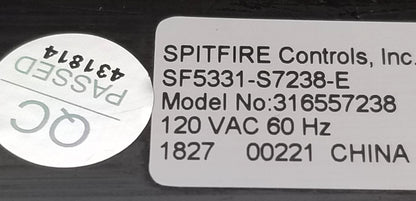 SPITFIRE Controls, Inc.
SF5331-S7238-E
Model No:316557238
120 VAC 60 Hz
1827 00221 CHINA
QC
PASSED
431814